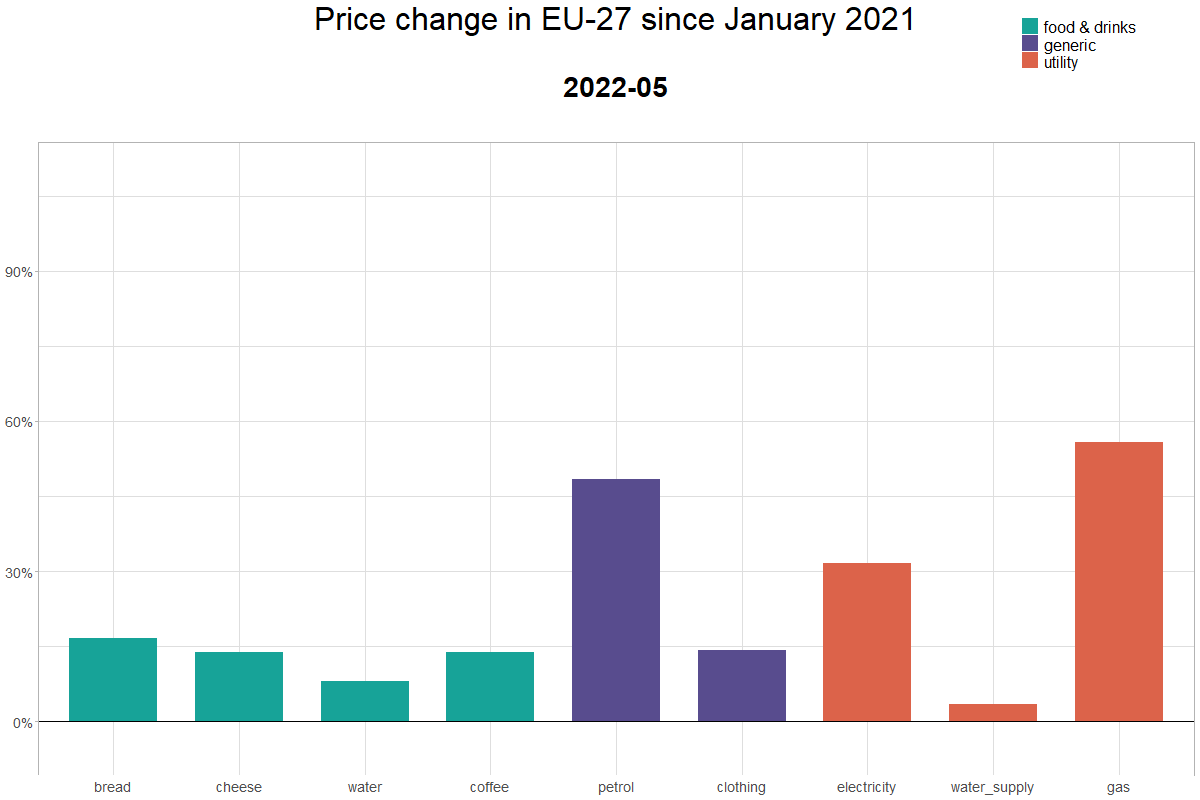 Price change in EU-27 since January 2021
food & drinks
generic
utility
2022-05
90%
60%
30%
0%
bread cheese water coffee petrol clothing electricity water_supply gas